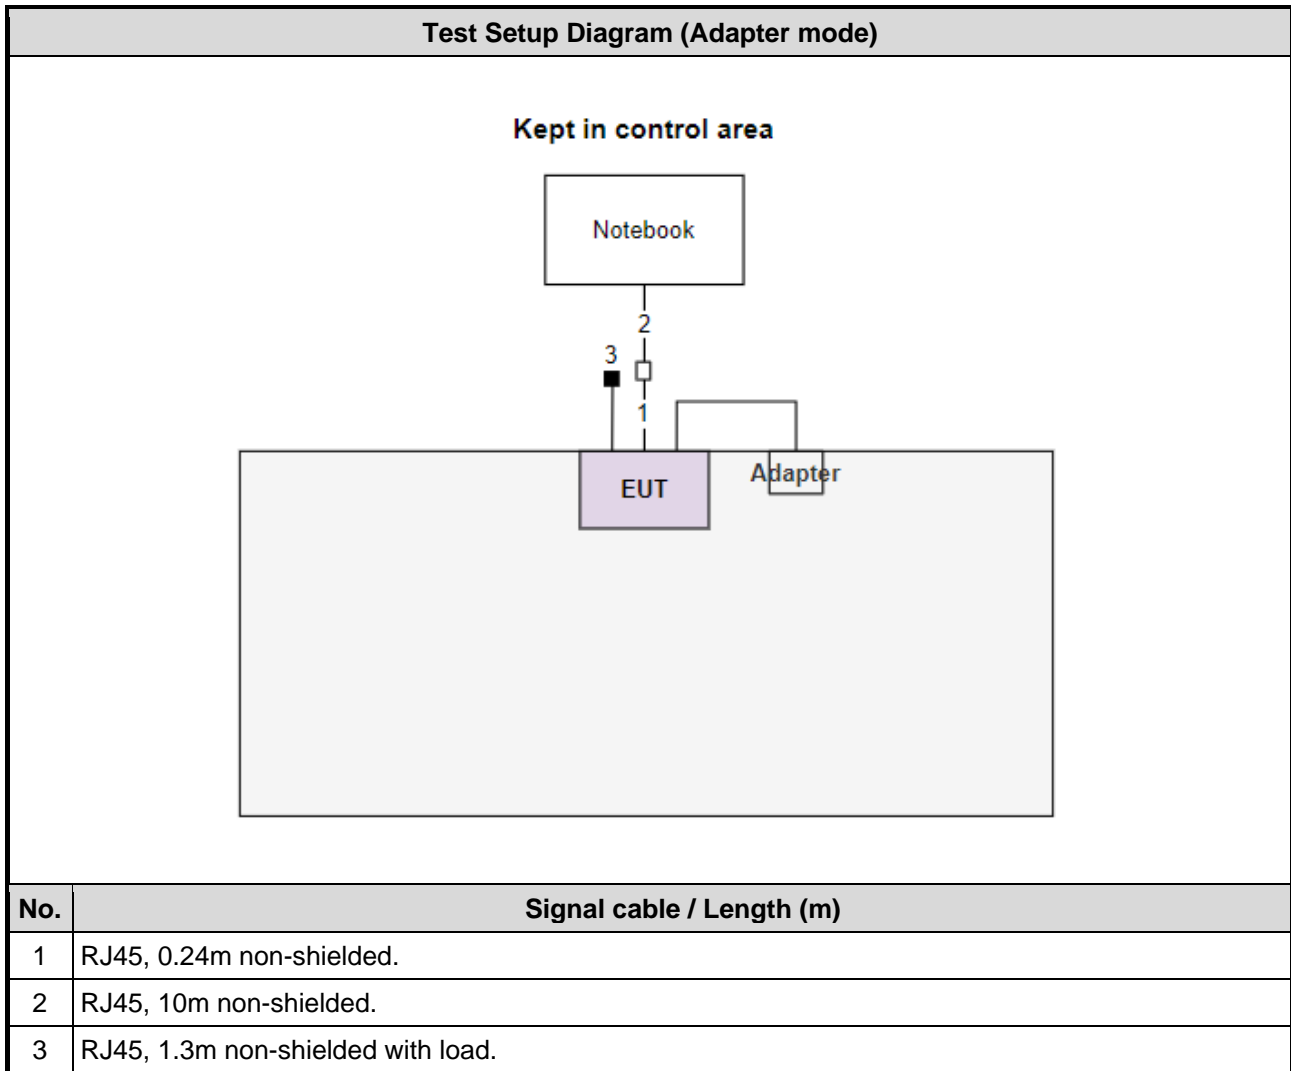 Test Setup Diagram (Adapter mode)
Kept in control area
Notebook
2
3
1
EUT
Adapter
No. Signal cable / Length (m)
1 RJ45, 0.24m non-shielded.
2 RJ45, 10m non-shielded.
3 RJ45, 1.3m non-shielded with load.